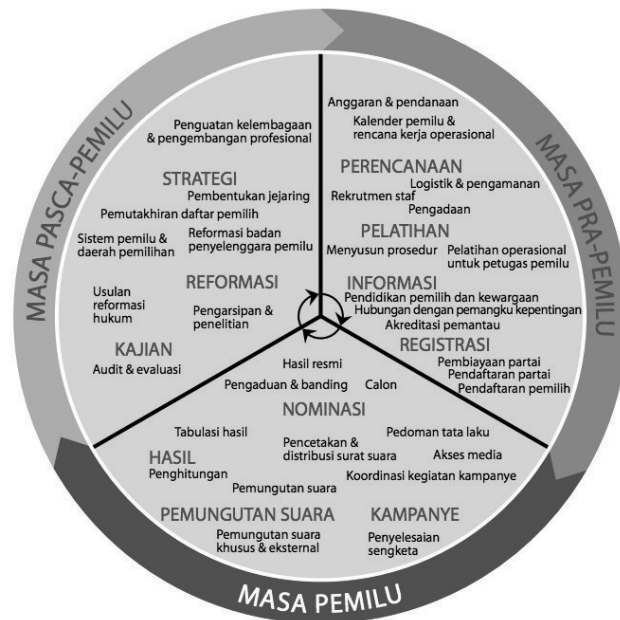 MASA PASCA-PEMILU
Penguatan kelembagaan
& pengembangan profesional
STRATEGI
Pembentukan jejaring
Pemutakhiran daftar pemilih
Sistem pemilu &
daerah pemilihan
Reformasi badan
penyelenggara pemilu
REFORMASI
Usulan
reformasi
hukum
Pengarsipan &
penelitian
KAJIAN
Audit & evaluasi
MASA PRA-PEMILU
Anggaran & pendanaan
Kalender pemilu &
rencana kerja operasional
PERENCANAAN
Logistik & pengamanan
Rekrutmen staf
Pengadaan
PELATIHAN
Menyusun prosedur
Pelatihan operasional
untuk petugas pemilu
INFORMASI
Pendidikan pemilih dan kewargaan
Hubungan dengan pemangku kepentingan
Akreditasi pemantau
REGISTRASI
Pembiayaan partai
Pendaftaran partai
Pendaftaran pemilih
Hasil resmi
Pengaduan & banding
Calon
NOMINASI
Tabulasi hasil
Pencetakan &
distribusi surat suara
Pedoman tata laku
Akses media
HASIL
Penghitungan
Koordinasi kegiatan kampanye
Pemungutan suara
PEMUNGUTAN SUARA
Pemungutan suara
khusus & eksternal
KAMPANYE
Penyelesaian
sengketa
MASA PEMILU